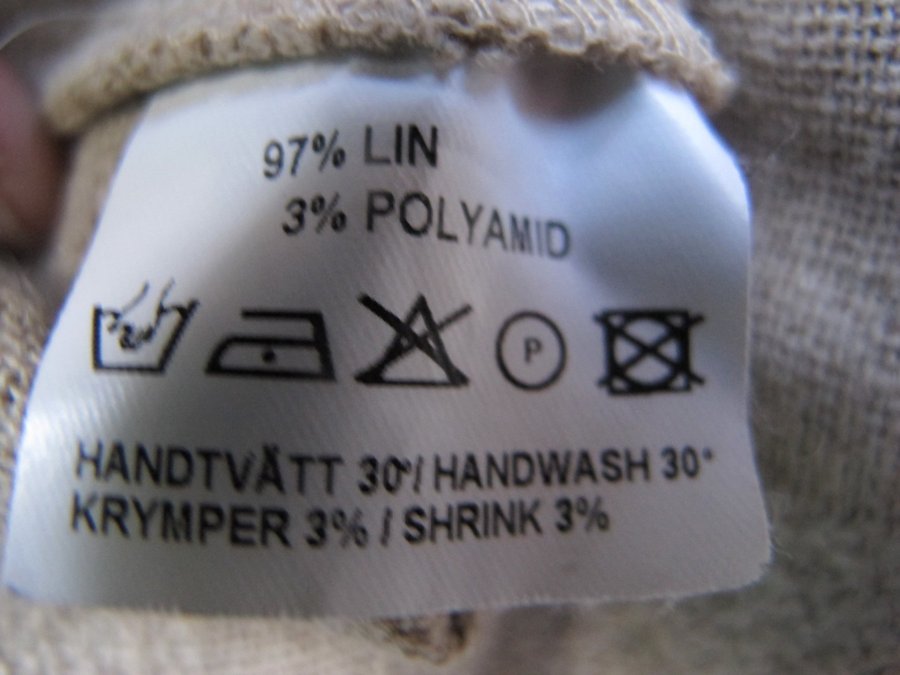 97% LIN
3% POLYAMID
P
HANDTVÄTT 30°/ HANDWASH 30°
KRYMPER 3% / SHRINK 3%